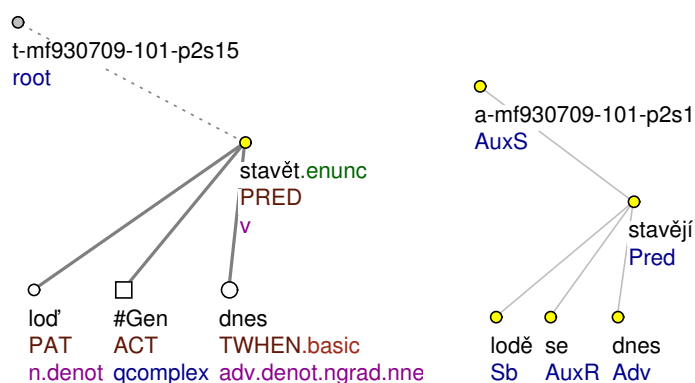 t-mf930709-101-p2s15
root
stavět.enunc
PRED
v
loď #Gen dnes
PAT ACT TWHEN.basic
n.denot qcomplex adv.denot.ngrad.nne
a-mf930709-101-p2s1
AuxS
stavějí
Pred
lodě se dnes
Sb AuxR Adv